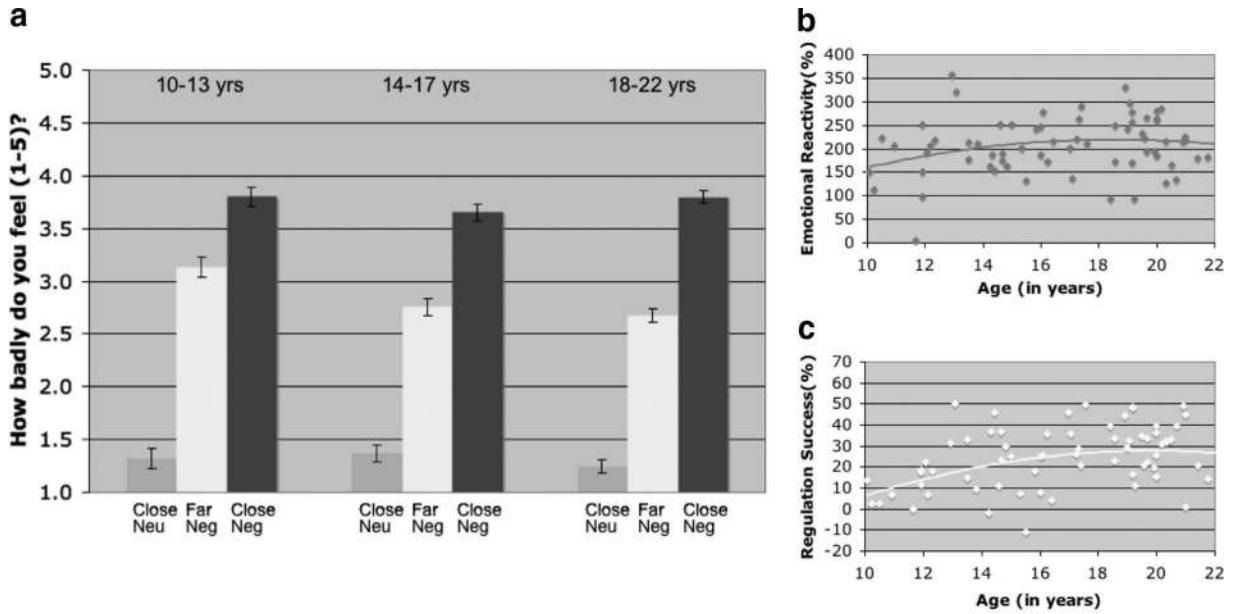 a
How badly do you feel (1-5)?
5.0
4.5
4.0
3.5
3.0
2.5
2.0
1.5
1.0
10-13 yrs
14-17 yrs
18-22 yrs
Close Far Close
Neu Neg Neg
Close Far Close
Neu Neg Neg
Close Far Close
Neu Neg Neg
b
Emotional Reactivity(%)
400
350
300
250
200
150
100
50
0
10 12 14 16 18 20 22
Age (in years)
c
Regulation Success(%)
70
60
50
40
30
20
10
0
-10
-20
10 12 14 16 18 20 22
Age (in years)